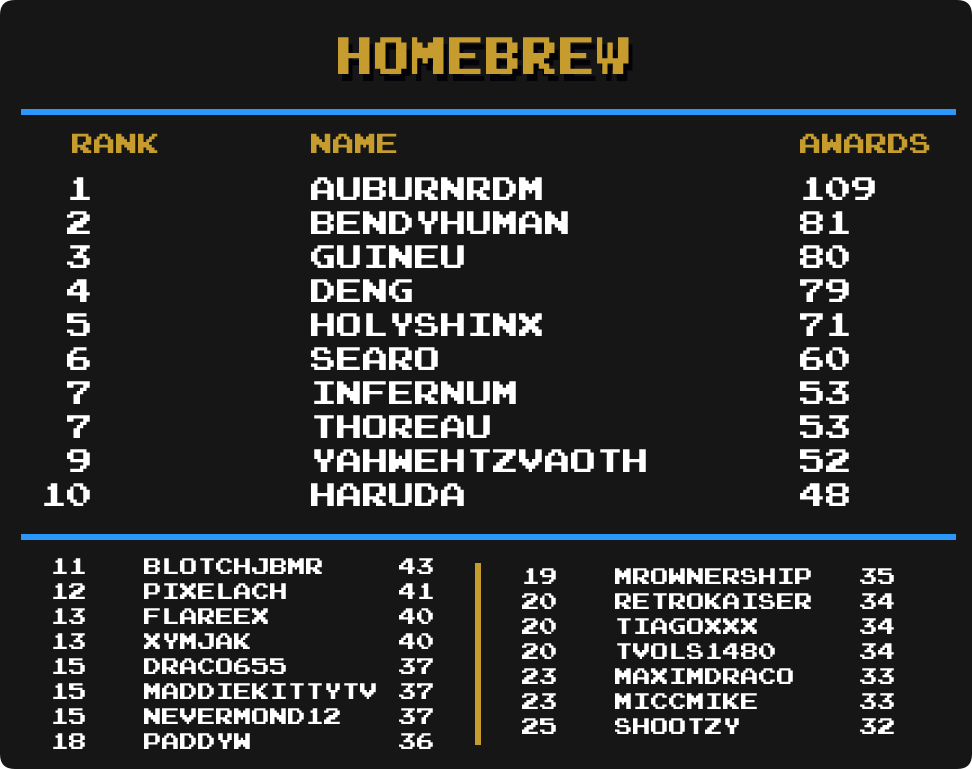 HOMEBREW
RANK NAME AWARDS
1 AUBURNRDM 109
2 BENDYHUMAN 81
3 GUINEU 80
4 DENG 79
5 HOLYSHINX 71
6 SEARO 60
7 INFERNUM 53
7 THOREAU 53
9 YAHWEHTZVAOTH 52
10 HARUDA 48
11 BLOTCHJBMR 43
12 PIXELACH 41
13 FLAREEX 40
13 XYMJAK 40
15 DRACO655 37
15 MADDIEKITTYTV 37
15 NEVERMOND12 37
18 PADDYW 36
19 MROWNERSHIP 35
20 RETROKAISER 34
20 TIAGOXXX 34
20 TVOLS1480 34
23 MAXIMDRACO 33
23 MICCMIKE 33
25 SHOOTZY 32